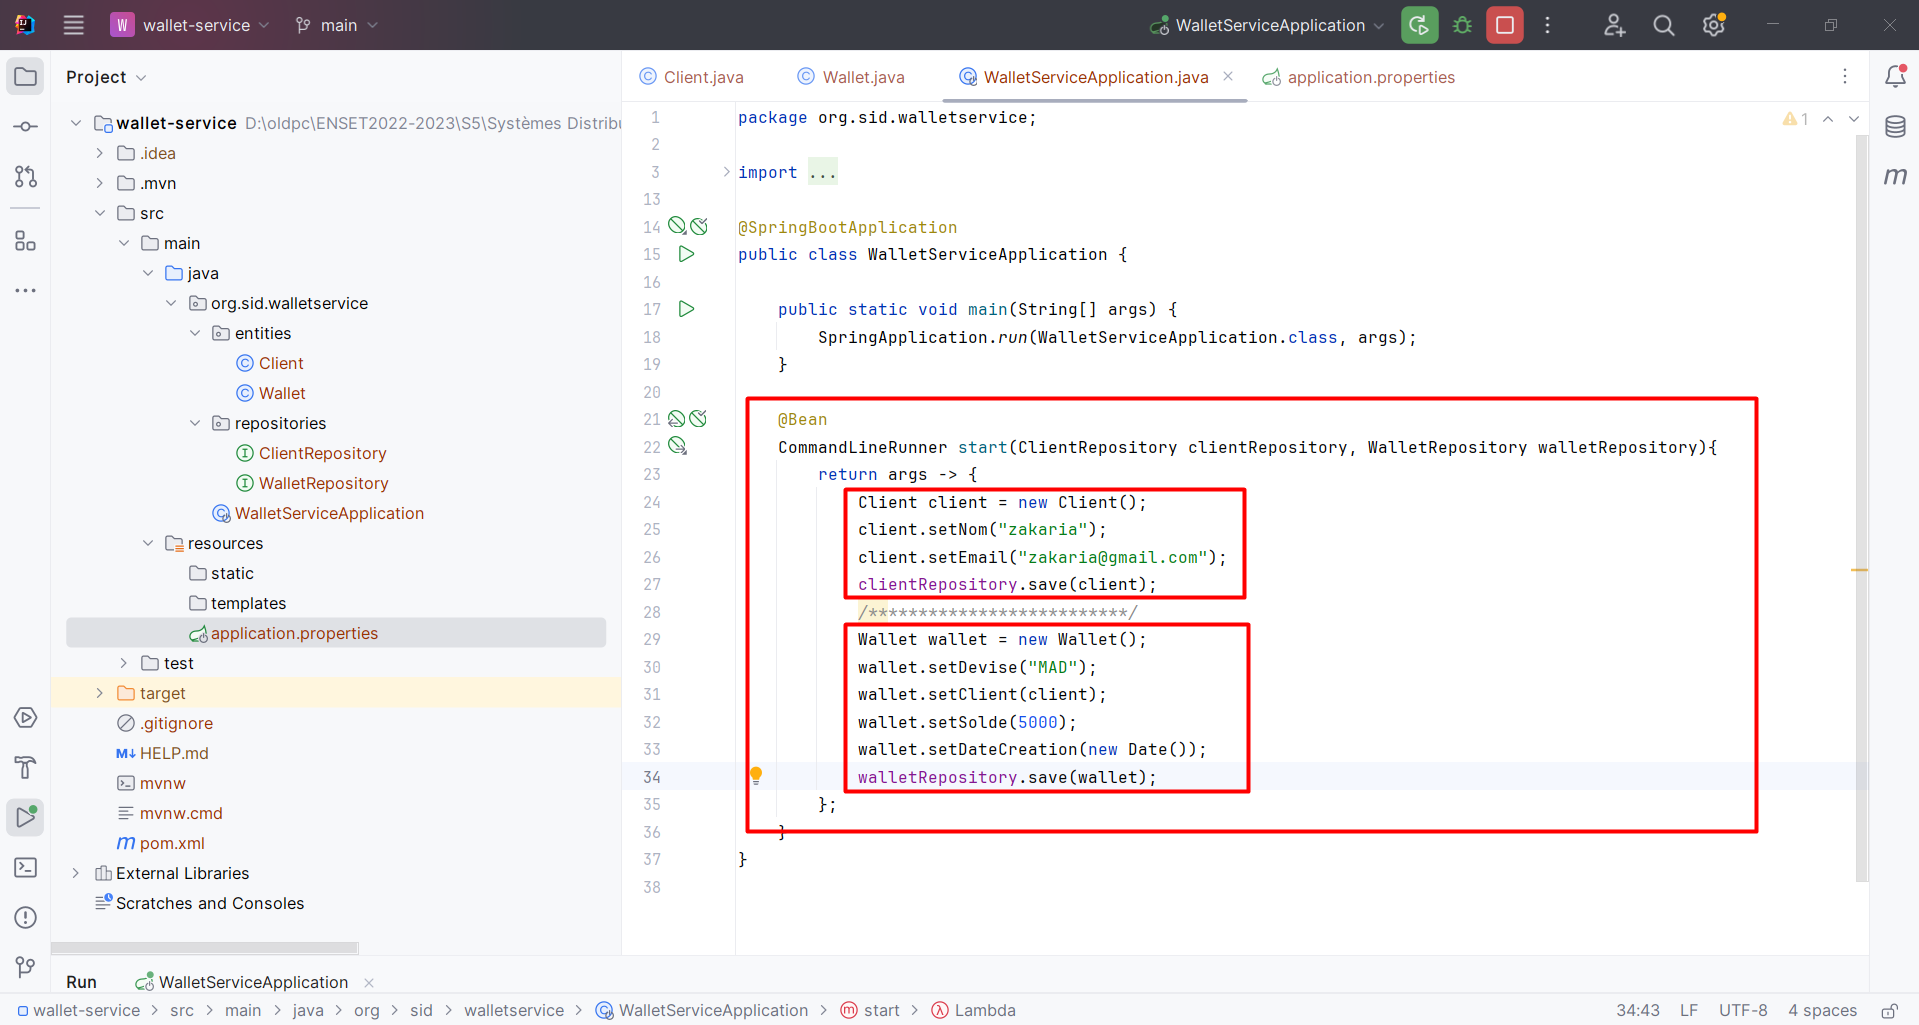 W wallet-service main WalletServiceApplication
Project
Client.java Wallet.java WalletServiceApplication.java application.properties
wallet-service D:\oldpc\ENSET2022-2023\S5\Systèmes Distribu
.idea
.mvn
src
main
java
org.sid.walletservice
entities
Client
Wallet
repositories
ClientRepository
WalletRepository
WalletServiceApplication
resources
static
templates
application.properties
test
target
.gitignore
HELP.md
mvnw
mvnw.cmd
pom.xml
External Libraries
Scratches and Consoles
1 package org.sid.walletservice;
2
3 import ...
13
14 @SpringBootApplication
15 public class WalletServiceApplication {
16
17 public static void main(String[] args) {
18 SpringApplication.run(WalletServiceApplication.class, args);
19 }
20
21 @Bean
22 CommandLineRunner start(ClientRepository clientRepository, WalletRepository walletRepository){
23 return args -> {
24 Client client = new Client();
25 client.setNom("zakaria");
26 client.setEmail("zakaria@gmail.com");
27 clientRepository.save(client);
28 /**************************/
29 Wallet wallet = new Wallet();
30 wallet.setDevise("MAD");
31 wallet.setClient(client);
32 wallet.setSolde(5000);
33 wallet.setDateCreation(new Date());
34 walletRepository.save(wallet);
35 };
36 }
37 }
38
1
Run WalletServiceApplication
wallet-service > src > main > java > org > sid > walletservice > WalletServiceApplication > start > Lambda 34:43 LF UTF-8 4 spaces